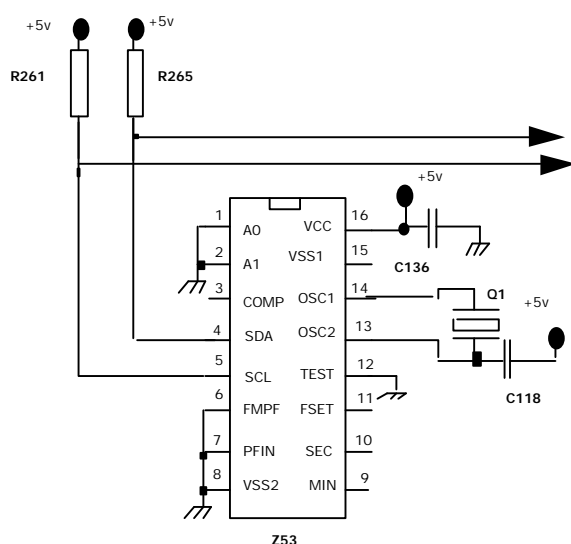 +5v +5v
R261 R265
+5v
1 A0 VCC 16
2 A1 VSS1 15
C136
3 COMP OSC1 14
Q1
+5v
4 SDA OSC2 13
5 SCL TEST 12
C118
6 FMPF FSET 11
7 PFIN SEC 10
8 VSS2 MIN 9
Z53